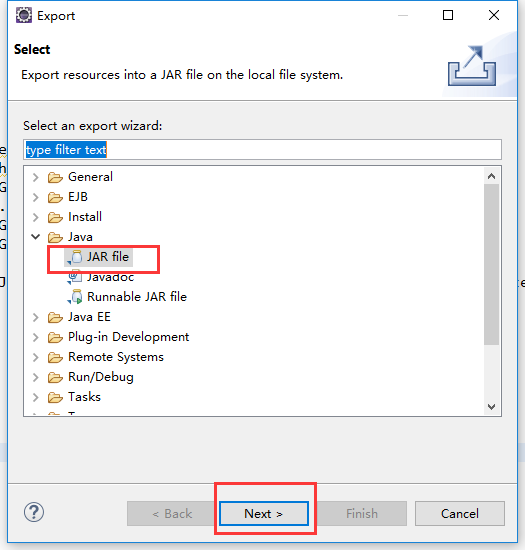 Export
Select
Export resources into a JAR file on the local file system.
Select an export wizard:
type filter text
General
EJB
Install
Java
JAR file
Javadoc
Runnable JAR file
Java EE
Plug-in Development
Remote Systems
Run/Debug
Tasks
? < Back Next > Finish Cancel